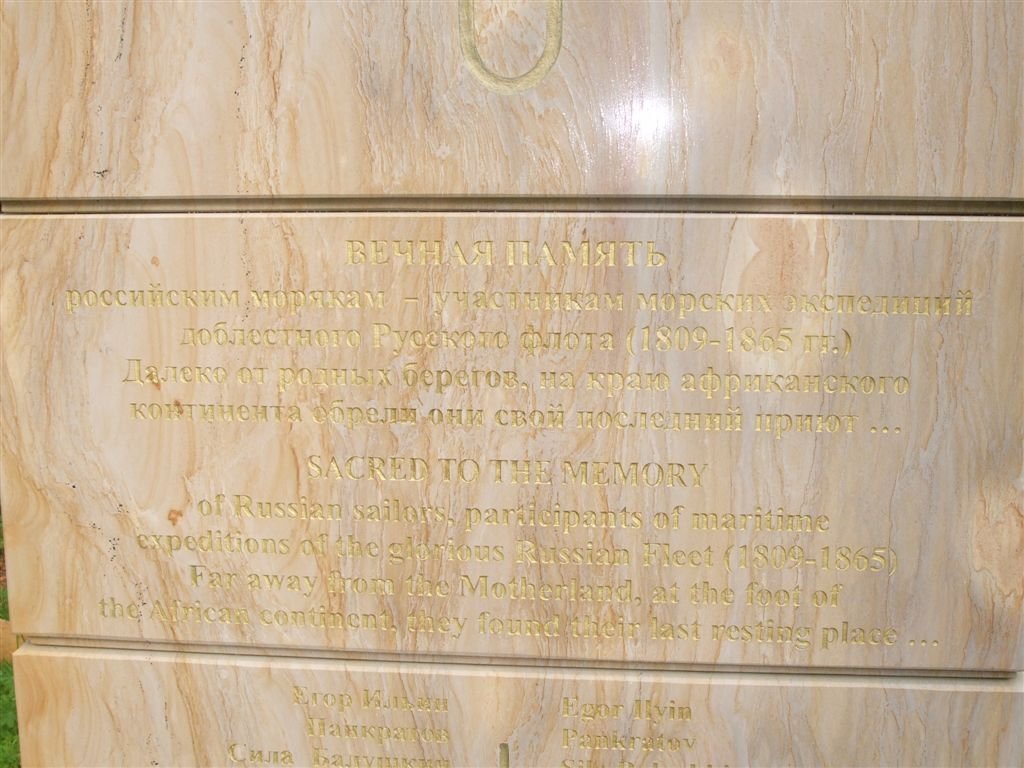 ВЕЧНАЯ ПАМЯТЬ
российским морякам – участникам морских экспедиций
доблестного Русского флота (1809-1865 гг.)
Далеко от родных берегов, на краю африканского
континента обрели они свой последний приют ...
SACRED TO THE MEMORY
of Russian sailors, participants of maritime
expeditions of the glorious Russian Fleet (1809-1865)
Far away from the Motherland, at the foot of
the African continent, they found their last resting place ...
Егор Ильин Egor Ilyin
Панкратов Pankratov
Сила Балушкин